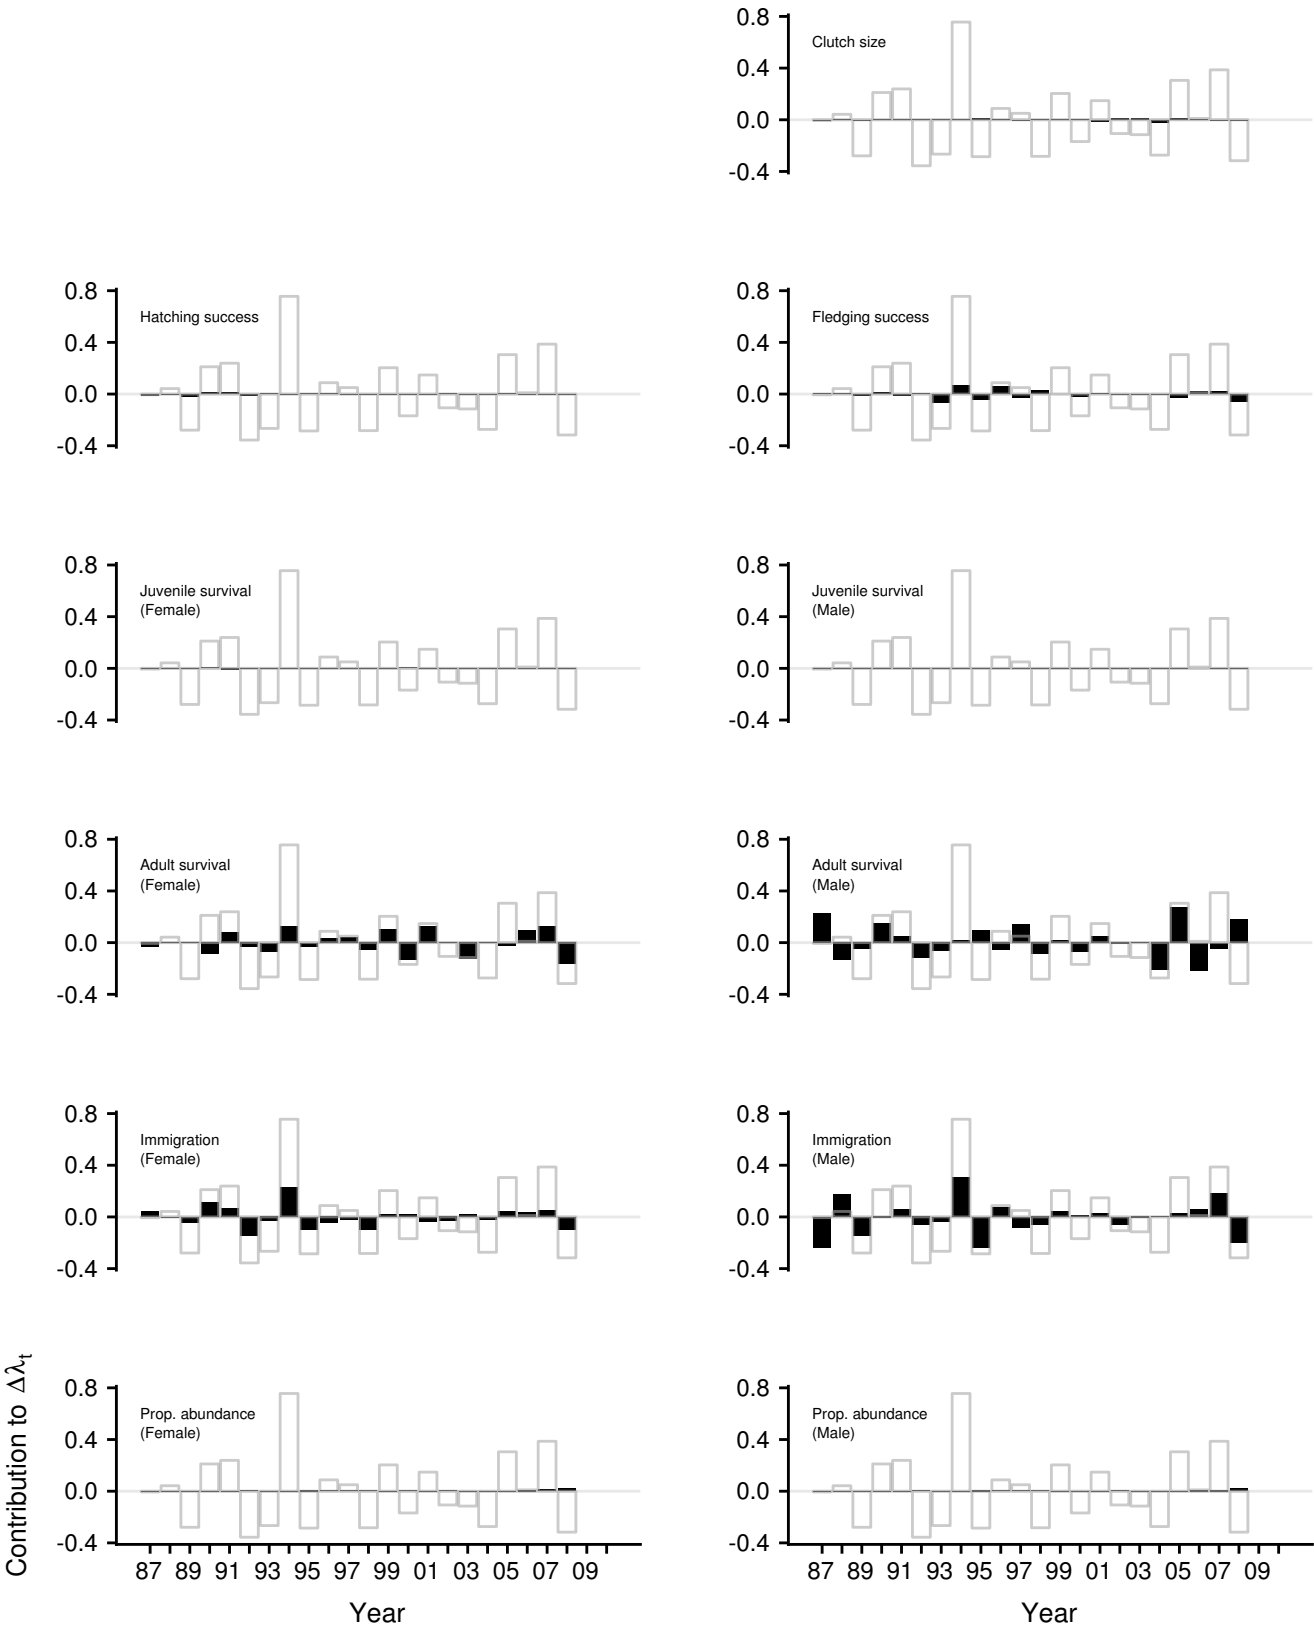 0.8
0.4
0.0
-0.4
Clutch size
0.8
0.4
0.0
-0.4
Hatching success
0.8
0.4
0.0
-0.4
Fledging success
0.8
0.4
0.0
-0.4
Juvenile survival
(Female)
0.8
0.4
0.0
-0.4
Juvenile survival
(Male)
0.8
0.4
0.0
-0.4
Adult survival
(Female)
0.8
0.4
0.0
-0.4
Adult survival
(Male)
0.8
0.4
0.0
-0.4
Immigration
(Female)
0.8
0.4
0.0
-0.4
Immigration
(Male)
0.8
0.4
0.0
-0.4
Prop. abundance
(Female)
87 89 91 93 95 97 99 01 03 05 07 09
Year
0.8
0.4
0.0
-0.4
Prop. abundance
(Male)
87 89 91 93 95 97 99 01 03 05 07 09
Year
Contribution to Δλt